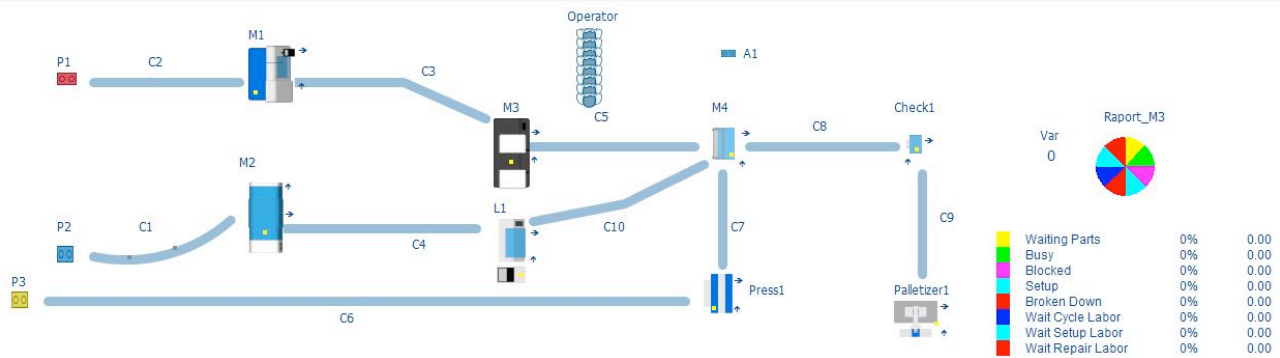 Operator
M1
A1
P1
C2
C3
M3
C5
M4
C8
Check1
Raport_M3
Var
0
M2
L1
P2
C1
C4
C10
C7
C9
P3
C6
Press1
Palletizer1
Waiting Parts 0% 0.00
Busy 0% 0.00
Blocked 0% 0.00
Setup 0% 0.00
Broken Down 0% 0.00
Wait Cycle Labor 0% 0.00
Wait Setup Labor 0% 0.00
Wait Repair Labor 0% 0.00